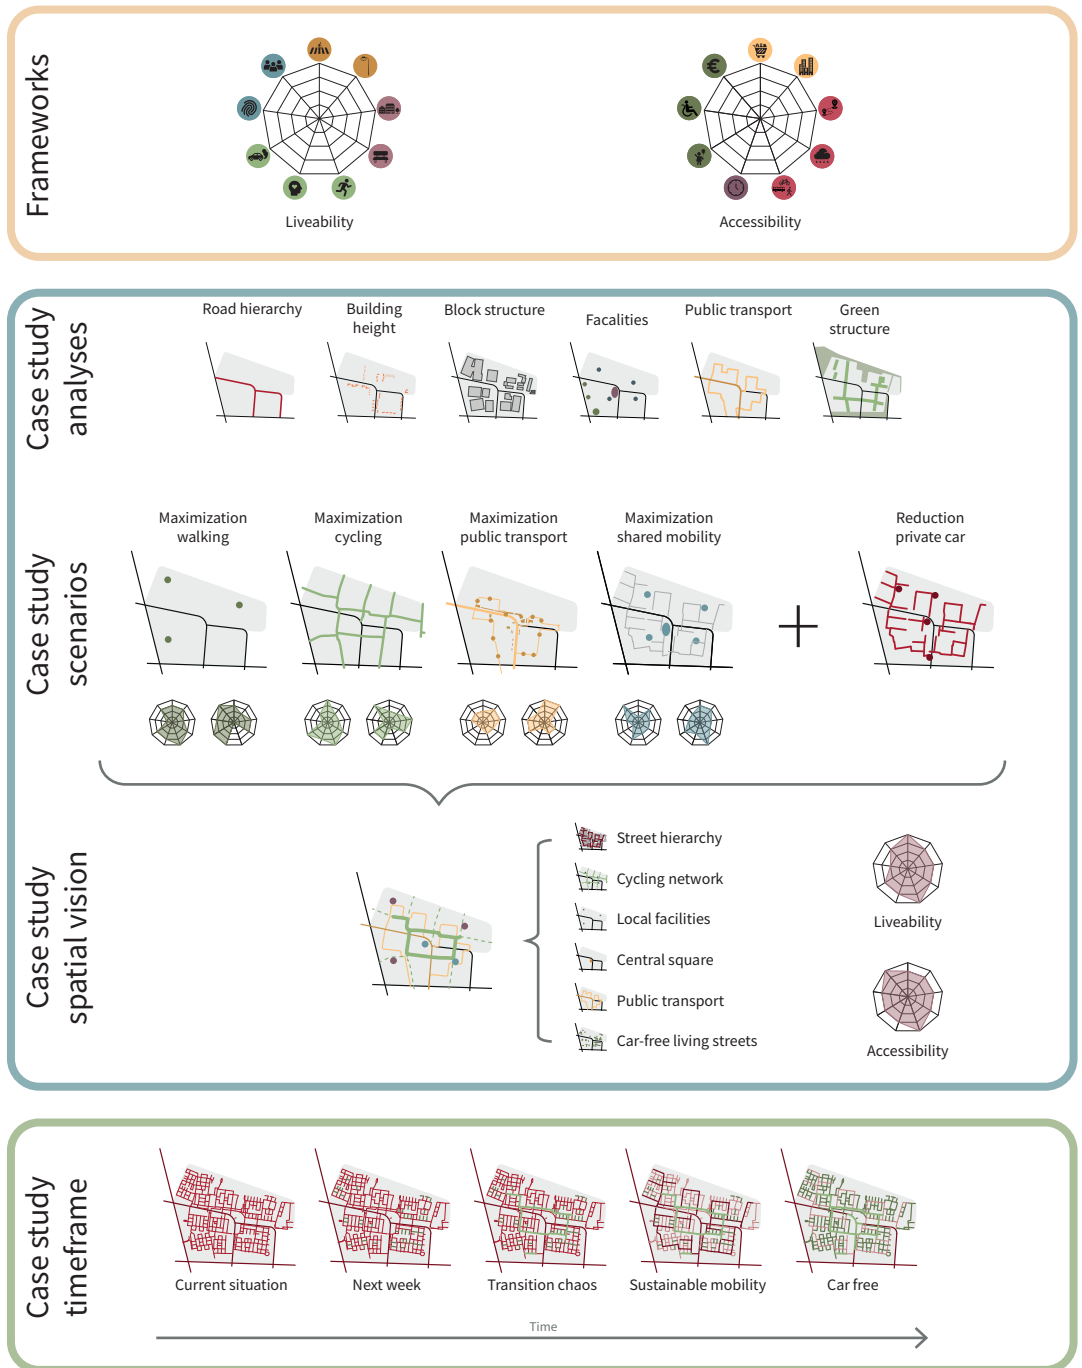 Frameworks
Liveability
Accessibility
Case study
analyses
Road hierarchy
Building
height
Block structure
Facalities
Public transport
Green
structure
Case study
scenarios
Maximization
walking
Maximization
cycling
Maximization
public transport
Maximization
shared mobility
Reduction
private car
Case study
spatial vision
Street hierarchy
Cycling network
Local facilities
Central square
Public transport
Car-free living streets
Liveability
Accessibility
Case study
timeframe
Current situation
Next week
Transition chaos
Sustainable mobility
Car free
Time